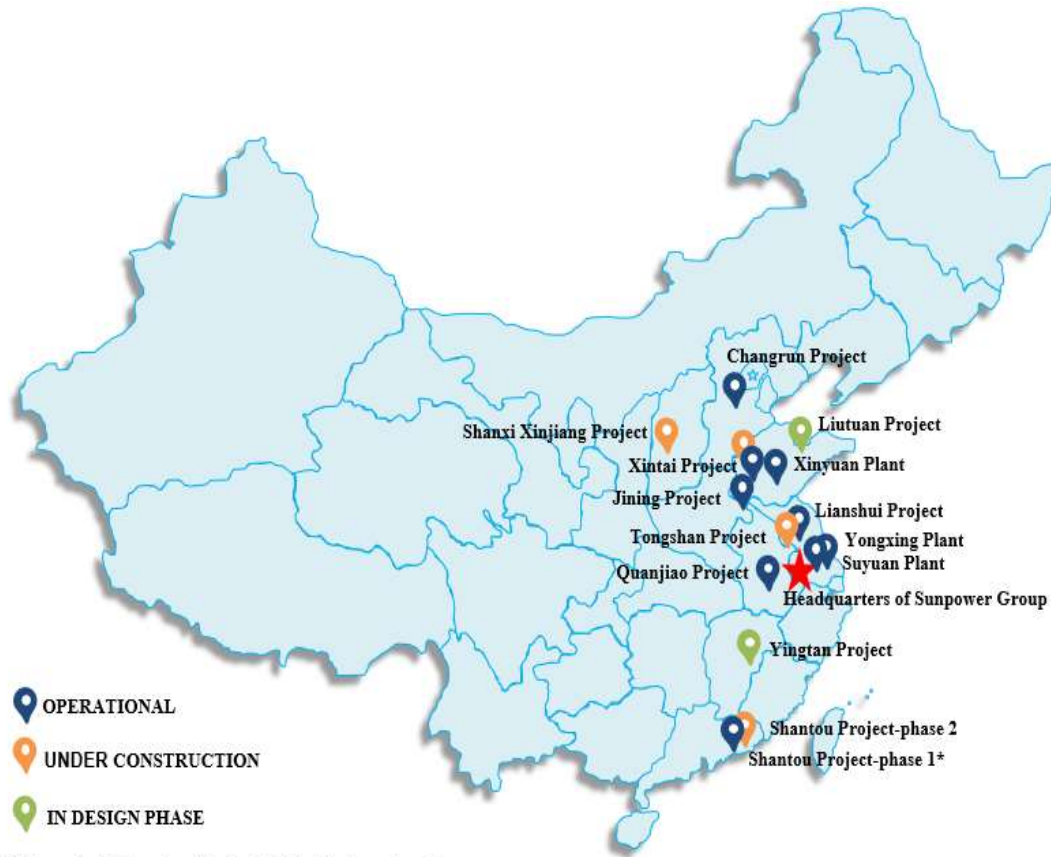 Changrun Project
Shanxi Xinjiang Project
Liutuan Project
Xintai Project
Xinyuan Plant
Jining Project
Lianshui Project
Tongshan Project
Yongxing Plant
Suyuan Plant
Quanjiao Project
Headquarters of Sunpower Group
Yingtan Project
OPERATIONAL
Shantou Project-phase 2
UNDER CONSTRUCTION
Shantou Project-phase 1*
IN DESIGN PHASE